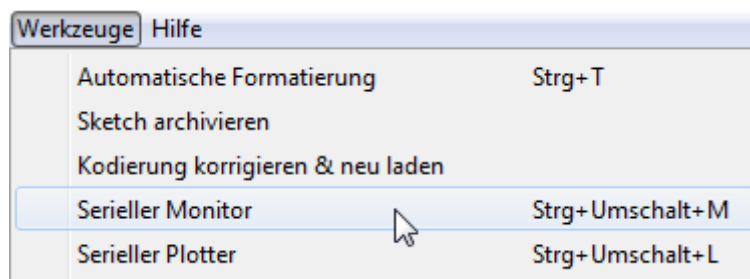 Werkzeuge Hilfe
Automatische Formatierung Strg+T
Sketch archivieren
Kodierung korrigieren & neu laden
Serieller Monitor Strg+Umschalt+M
Serieller Plotter Strg+Umschalt+L